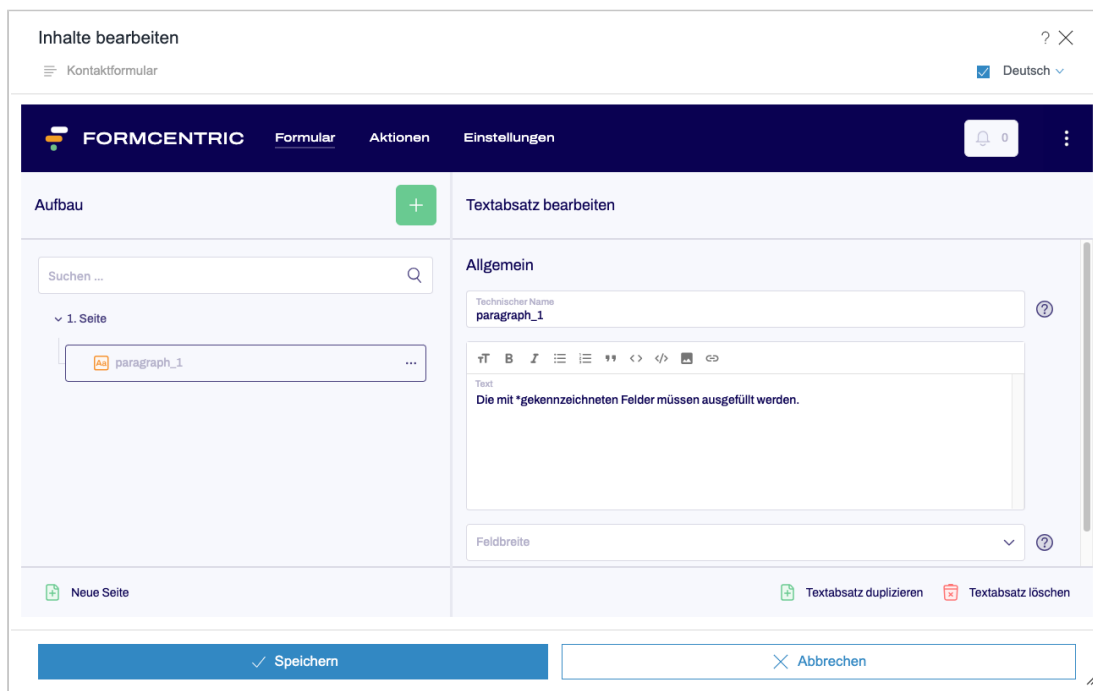 Inhalte bearbeiten
Kontaktformular
Deutsch
FORMCENTRIC Formular Aktionen Einstellungen 0
Aufbau
Suchen ...
1. Seite
Aa paragraph_1
Neue Seite
Textabsatz bearbeiten
Allgemein
Technischer Name
paragraph_1
Text
Die mit *gekennzeichneten Felder müssen ausgefüllt werden.
Feldbreite
Textabsatz duplizieren Textabsatz löschen
Speichern Abbrechen